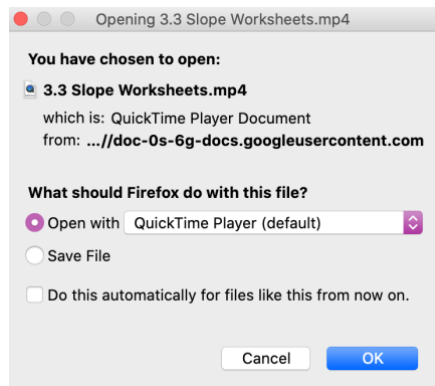 Opening 3.3 Slope Worksheets.mp4
You have chosen to open:
3.3 Slope Worksheets.mp4
which is: QuickTime Player Document
from: ...//doc-0s-6g-docs.googleusercontent.com
What should Firefox do with this file?
Open with QuickTime Player (default)
Save File
Do this automatically for files like this from now on.
Cancel OK